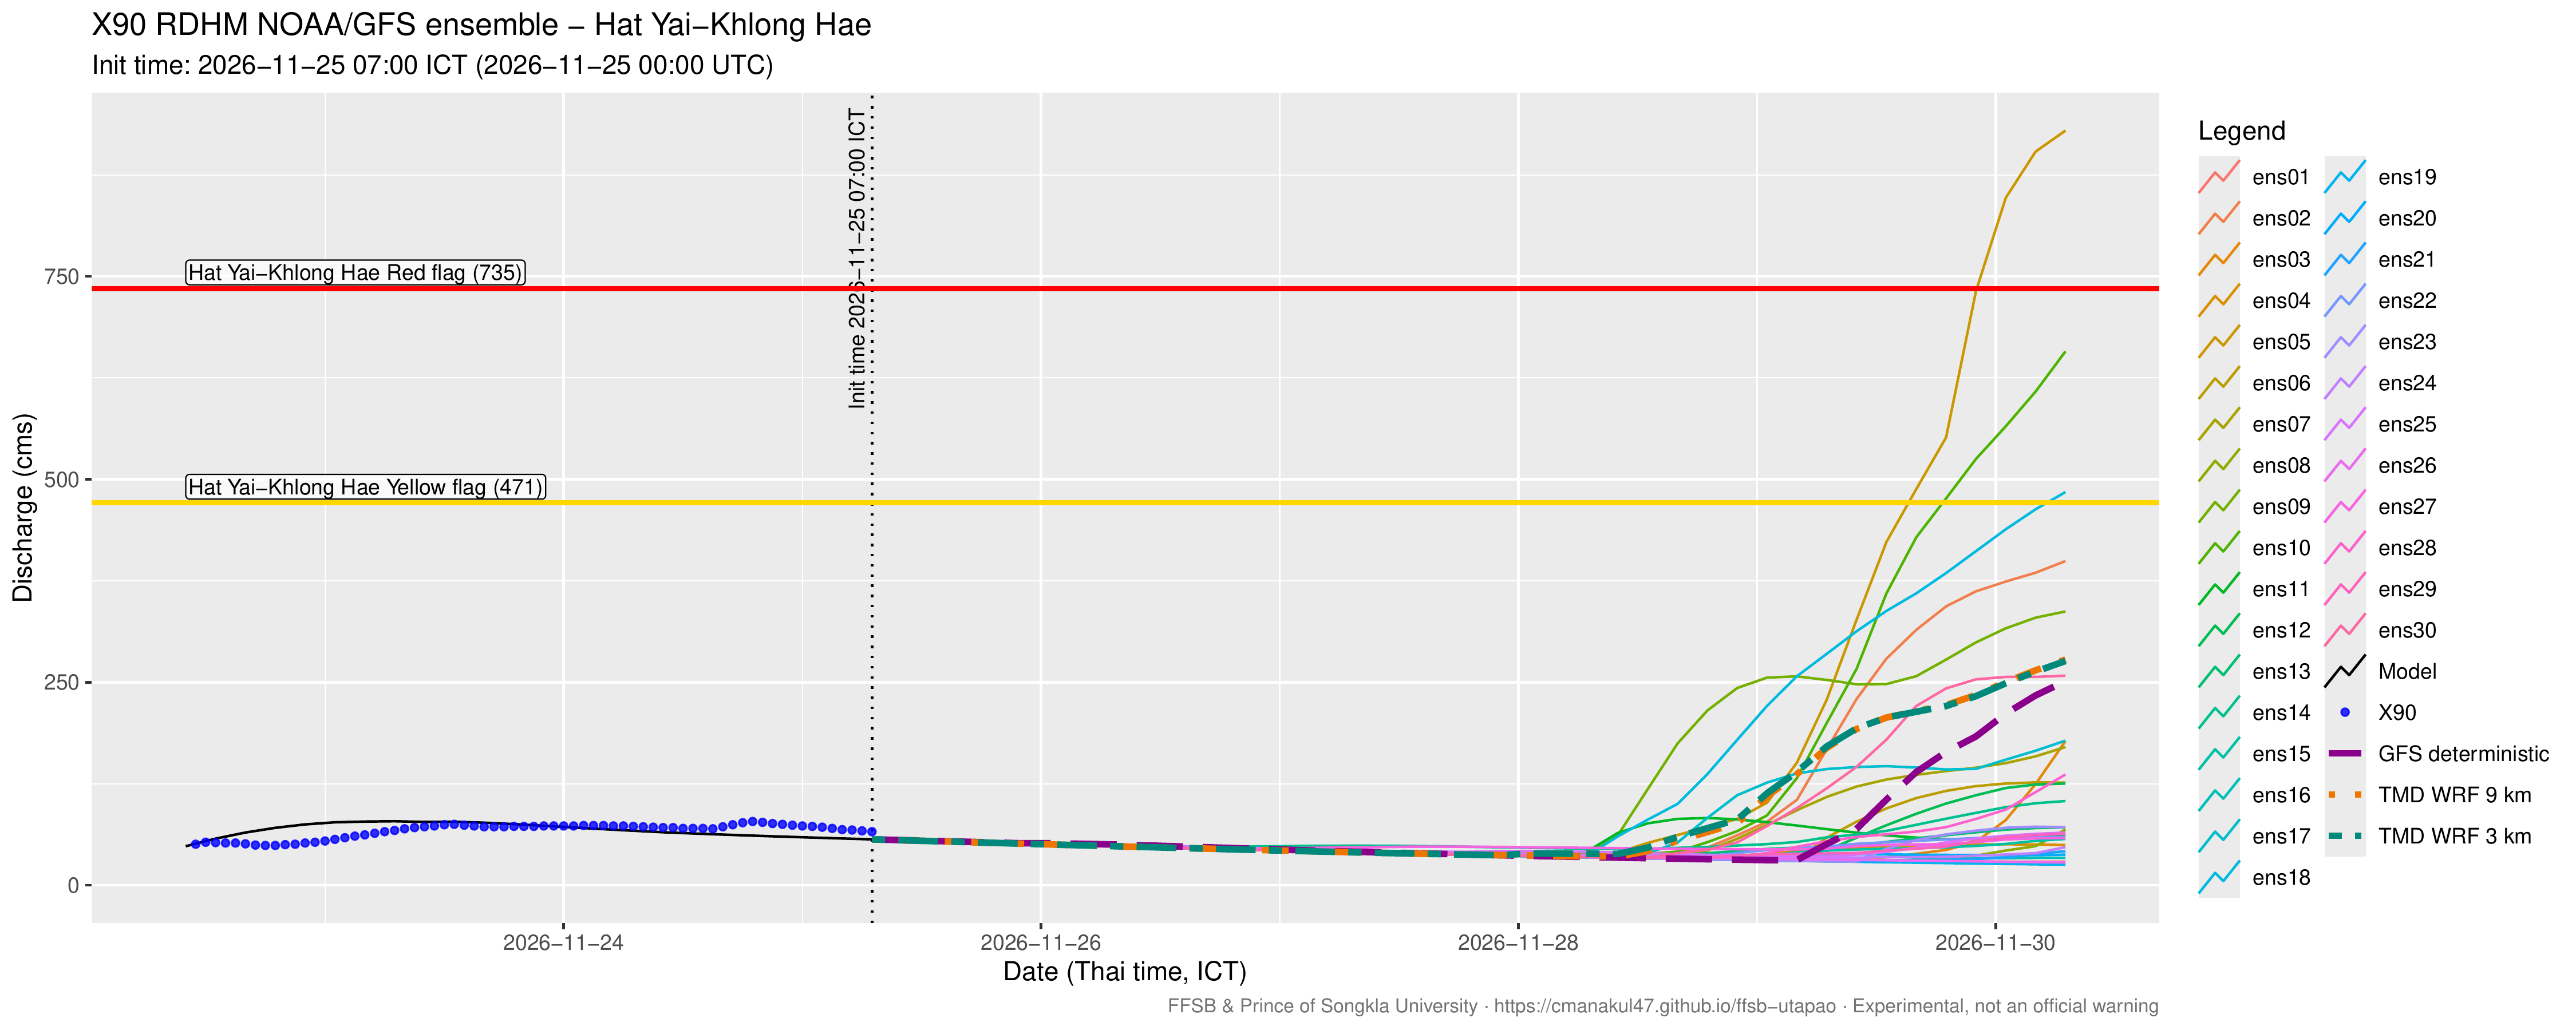 X90 RDHM NOAA/GFS ensemble – Hat Yai–Khlong Hae
Init time: 2026–11–25 07:00 ICT (2026–11–25 00:00 UTC)
Discharge (cms)
750
500
250
0
Hat Yai–Khlong Hae Red flag (735)
Hat Yai–Khlong Hae Yellow flag (471)
Init time 2026–11–25 07:00 ICT
2026–11–24
2026–11–26
2026–11–28
2026–11–30
Date (Thai time, ICT)
Legend
ens01
ens02
ens03
ens04
ens05
ens06
ens07
ens08
ens09
ens10
ens11
ens12
ens13
ens14
ens15
ens16
ens17
ens18
ens19
ens20
ens21
ens22
ens23
ens24
ens25
ens26
ens27
ens28
ens29
ens30
Model
X90
GFS deterministic
TMD WRF 9 km
TMD WRF 3 km
FFSB & Prince of Songkla University · https://cmanakul47.github.io/ffsb–utapao · Experimental, not an official warning